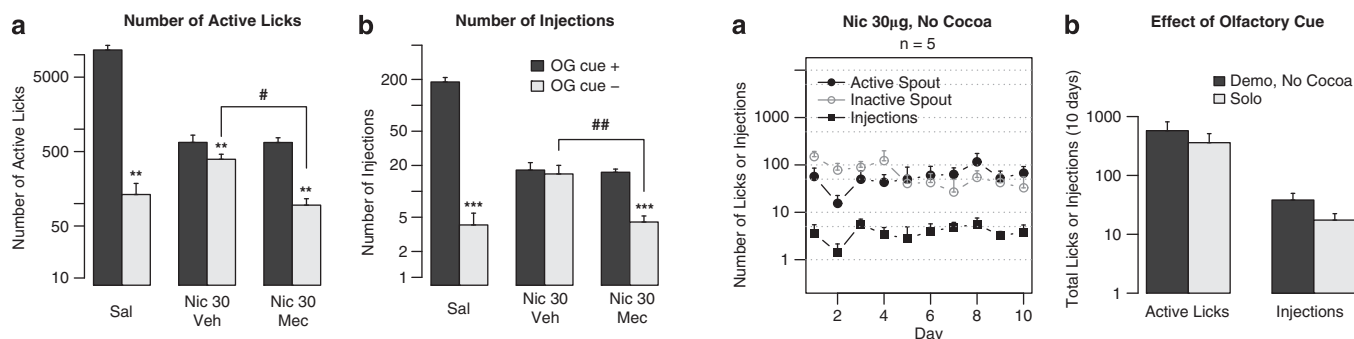 a
Number of Active Licks
Number of Active Licks
5000
500
50
10
**
**
**
#
Sal
Nic 30
Veh
Nic 30
Mec
b
Number of Injections
Number of Injections
200
50
20
10
5
2
1
OG cue +
OG cue −
***
***
##
Sal
Nic 30
Veh
Nic 30
Mec
a
Nic 30µg, No Cocoa
n = 5
Number of Licks or Injections
1000
100
10
1
Active Spout
Inactive Spout
Injections
2
4
6
8
10
Day
b
Effect of Olfactory Cue
Total Licks or Injections (10 days)
1000
100
10
1
Demo, No Cocoa
Solo
Active Licks
Injections